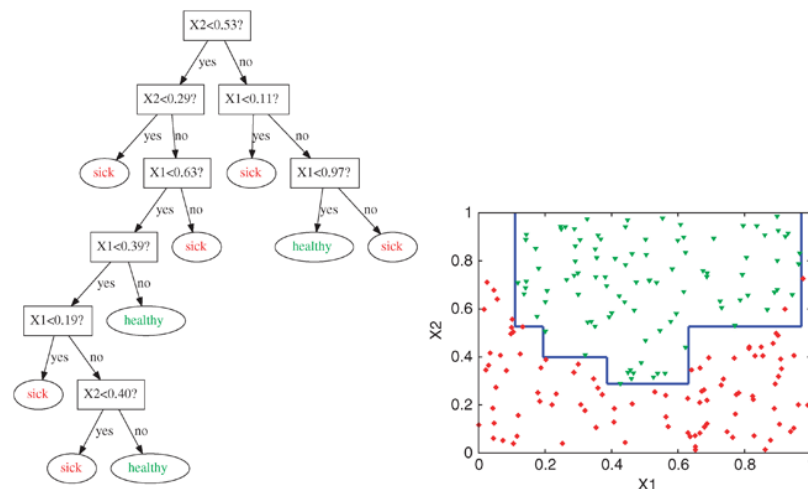 X2<0.53?
yes
no
X2<0.29?
X1<0.11?
yes
no
yes
no
sick
X1<0.63?
sick
X1<0.97?
yes
no
yes
no
X1<0.39?
sick
healthy
sick
yes
no
X1<0.19?
healthy
yes
no
sick
X2<0.40?
yes
no
sick
healthy
1
0.8
0.6
0.4
0.2
0
X2
0
0.2
0.4
0.6
0.8
X1